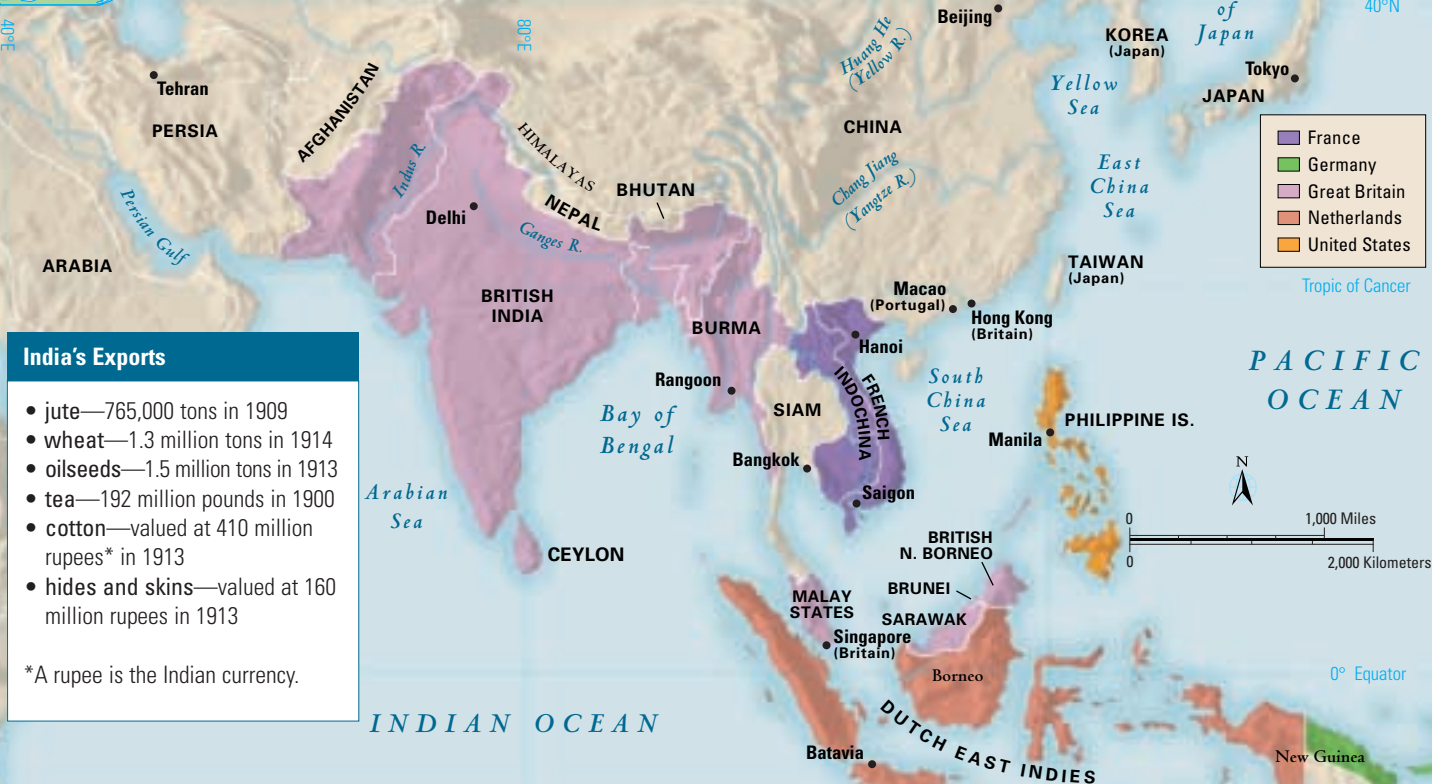 40°E
80°E
40°N
Beijing
Huang He
(Yellow R.)
KOREA
(Japan)
of
Japan
Tehran
PERSIA
AFGHANISTAN
Yellow
Sea
Tokyo
JAPAN
CHINA
HIMALAYAS
Indus R.
France
Germany
Great Britain
Netherlands
United States
East
China
Sea
Chang Jiang
(Yangtze R.)
BHUTAN
NEPAL
Delhi
Ganges R.
Persian Gulf
ARABIA
TAIWAN
(Japan)
Tropic of Cancer
BRITISH
INDIA
Macao
(Portugal)
Hong Kong
(Britain)
BURMA
Hanoi
India's Exports
• jute—765,000 tons in 1909
• wheat—1.3 million tons in 1914
• oilseeds—1.5 million tons in 1913
• tea—192 million pounds in 1900
• cotton—valued at 410 million
rupees* in 1913
• hides and skins—valued at 160
million rupees in 1913
*A rupee is the Indian currency.
PACIFIC
OCEAN
Rangoon
SIAM
FRENCH
INDOCHINA
South
China
Sea
Bay of
Bengal
PHILIPPINE IS.
Manila
Bangkok
Saigon
Arabian
Sea
N
0
1,000 Miles
0
2,000 Kilometers
CEYLON
BRITISH
N. BORNEO
BRUNEI
MALAY
STATES
SARAWAK
Singapore
(Britain)
Borneo
0° Equator
INDIAN OCEAN
DUTCH EAST INDIES
Batavia
New Guinea